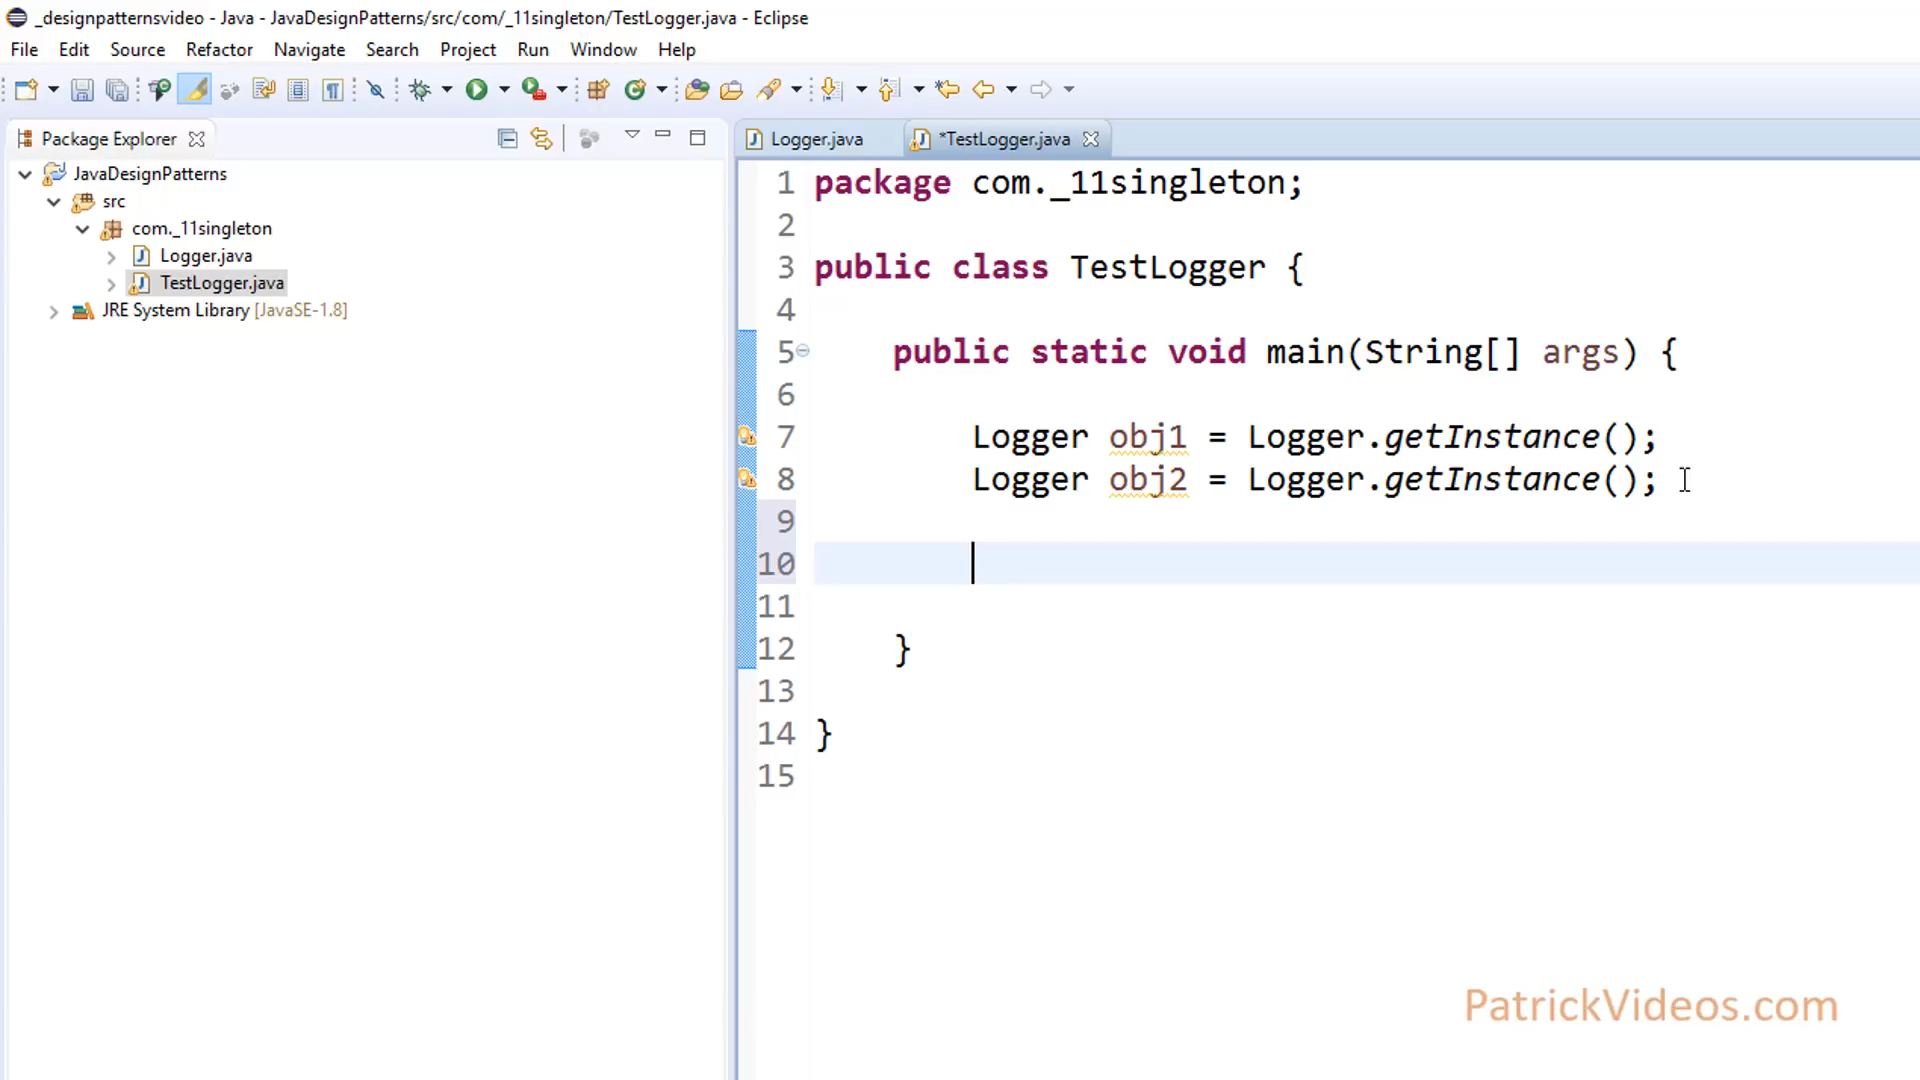 _designpatternsvideo - Java - JavaDesignPatterns/src/com/_11singleton/TestLogger.java - Eclipse
File Edit Source Refactor Navigate Search Project Run Window Help
Package Explorer
JavaDesignPatterns
src
com._11singleton
Logger.java
TestLogger.java
JRE System Library [JavaSE-1.8]
Logger.java *TestLogger.java
1 package com._11singleton;
2
3 public class TestLogger {
4
5 public static void main(String[] args) {
6
7 Logger obj1 = Logger.getInstance();
8 Logger obj2 = Logger.getInstance();
9
10
11
12 }
13
14 }
15
PatrickVideos.com